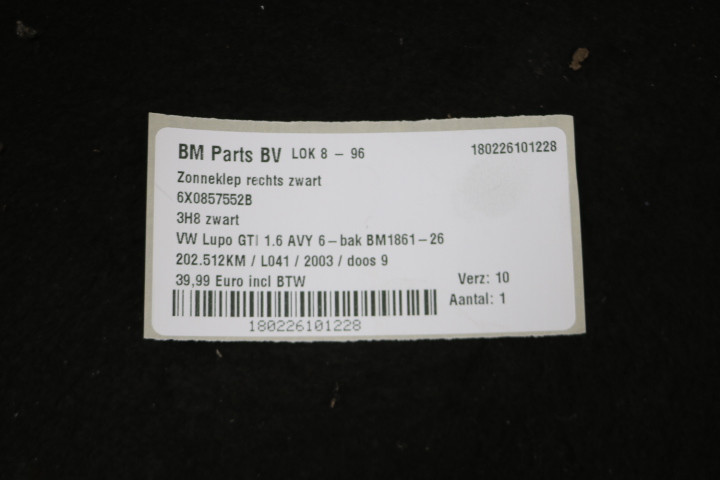 BM Parts BV LOK 8 - 96 180226101228
Zonneklep rechts zwart
6X0857552B
3H8 zwart
VW Lupo GTI 1.6 AVY 6-bak BM1861-26
202.512KM / L041 / 2003 / doos 9
39,99 Euro incl BTW Verz: 10
Aantal: 1
180226101228